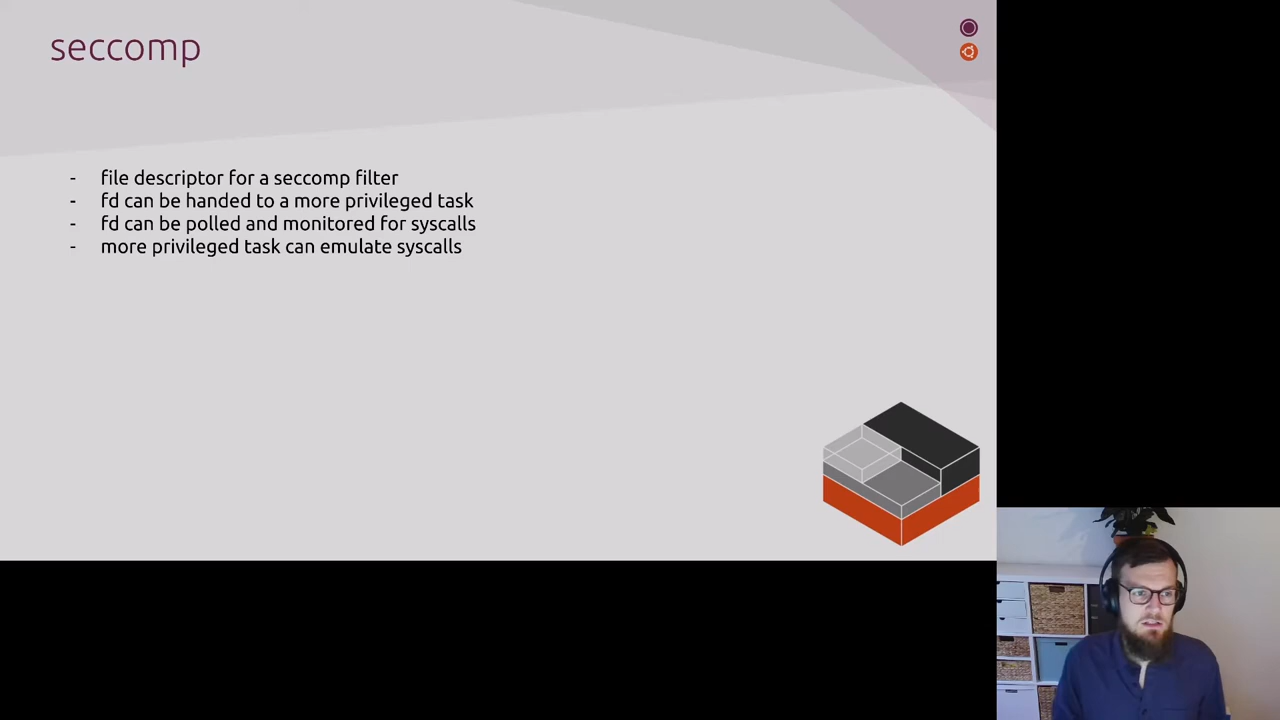 seccomp
- file descriptor for a seccomp filter
- fd can be handed to a more privileged task
- fd can be polled and monitored for syscalls
- more privileged task can emulate syscalls